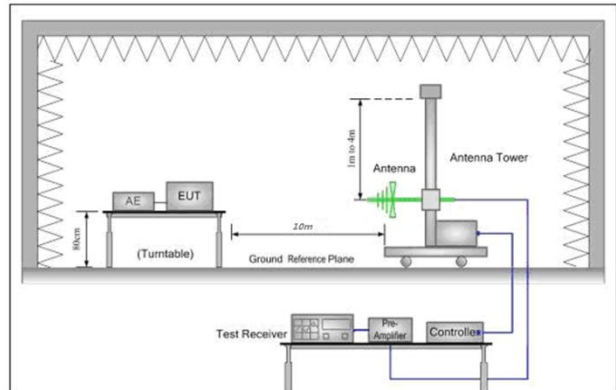 1m to 4m
Antenna
Antenna Tower
AE
EUT
80cm
(Turntable)
10m
Ground Reference Plane
Test Receiver
Pre-
Amplifier
Controller